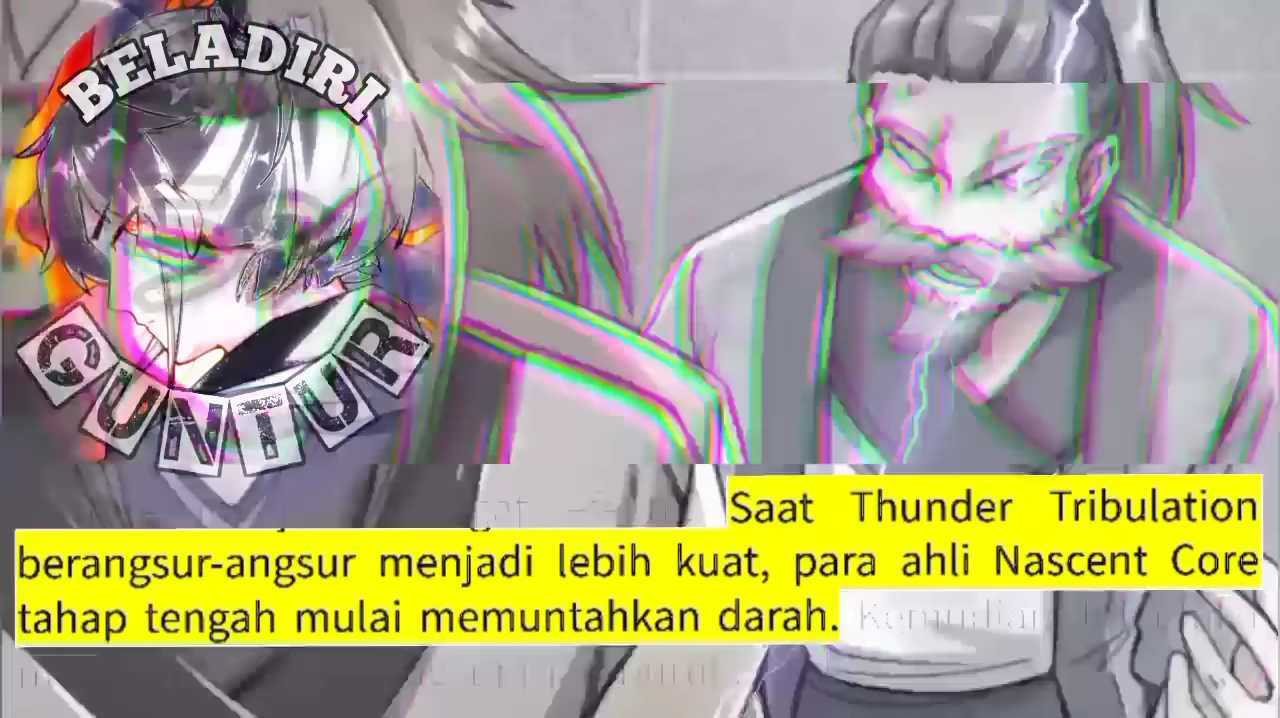 BELADIRI
GUNTUR
Saat Thunder Tribulation
berangsur-angsur menjadi lebih kuat, para ahli Nascent Core
tahap tengah mulai memuntahkan darah. Kemudian